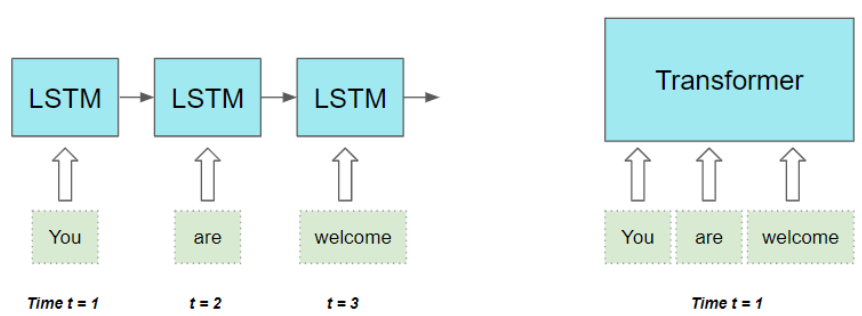 LSTM LSTM LSTM Transformer
You are welcome You are welcome
Time t = 1 t = 2 t = 3 Time t = 1